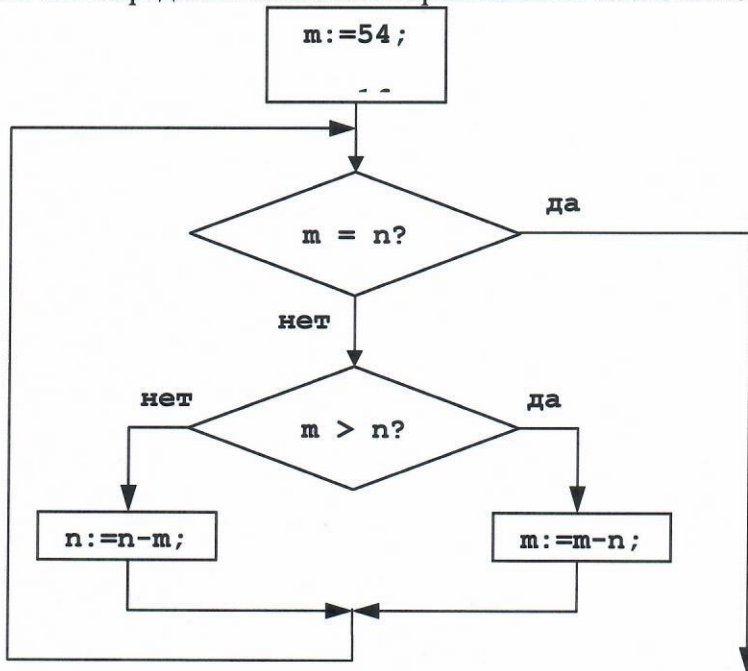 m:=54;
да
m = n?
нет
нет
да
m > n?
n:=n-m;
m:=m-n;